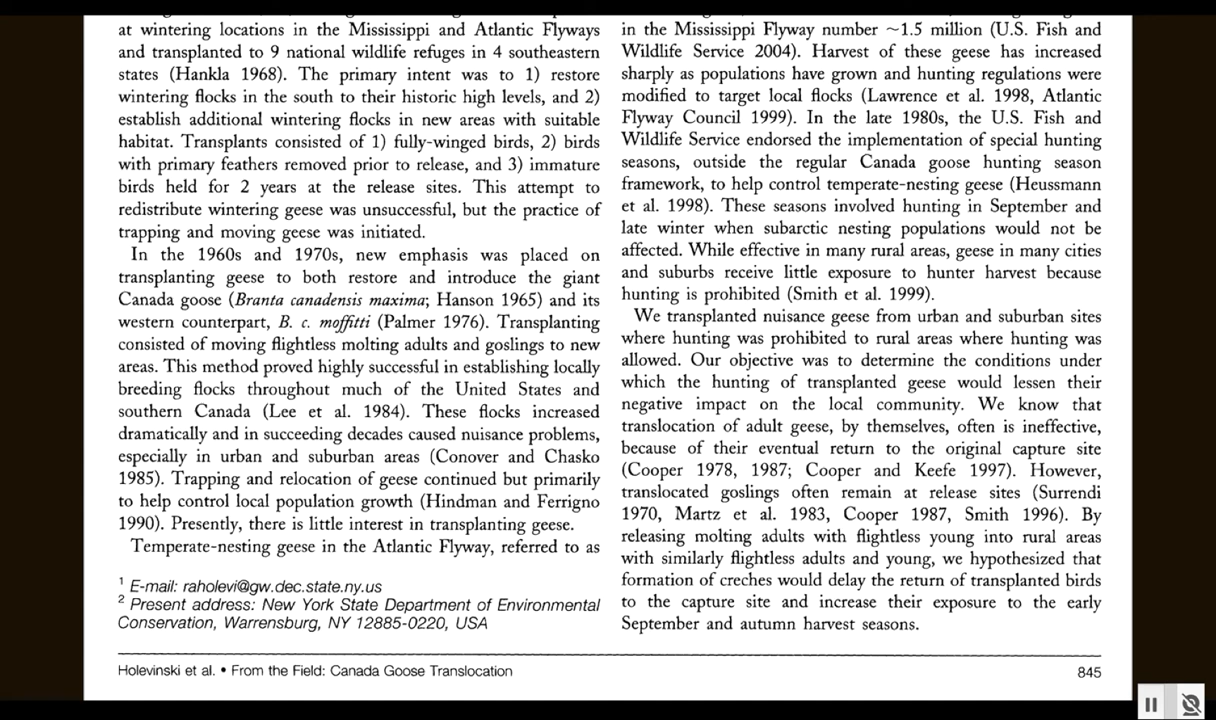 at wintering locations in the Mississippi and Atlantic Flyways
and transplanted to 9 national wildlife refuges in 4 southeastern
states (Hankla 1968). The primary intent was to 1) restore
wintering flocks in the south to their historic high levels, and 2)
establish additional wintering flocks in new areas with suitable
habitat. Transplants consisted of 1) fully-winged birds, 2) birds
with primary feathers removed prior to release, and 3) immature
birds held for 2 years at the release sites. This attempt to
redistribute wintering geese was unsuccessful, but the practice of
trapping and moving geese was initiated.
In the 1960s and 1970s, new emphasis was placed on
transplanting geese to both restore and introduce the giant
Canada goose (Branta canadensis maxima; Hanson 1965) and its
western counterpart, B. c. moffitti (Palmer 1976). Transplanting
consisted of moving flightless molting adults and goslings to new
areas. This method proved highly successful in establishing locally
breeding flocks throughout much of the United States and
southern Canada (Lee et al. 1984). These flocks increased
dramatically and in succeeding decades caused nuisance problems,
especially in urban and suburban areas (Conover and Chasko
1985). Trapping and relocation of geese continued but primarily
to help control local population growth (Hindman and Ferrigno
1990). Presently, there is little interest in transplanting geese.
Temperate-nesting geese in the Atlantic Flyway, referred to as
1 E-mail: raholevi@gw.dec.state.ny.us
2 Present address: New York State Department of Environmental
Conservation, Warrensburg, NY 12885-0220, USA
in the Mississippi Flyway number ~1.5 million (U.S. Fish and
Wildlife Service 2004). Harvest of these geese has increased
sharply as populations have grown and hunting regulations were
modified to target local flocks (Lawrence et al. 1998, Atlantic
Flyway Council 1999). In the late 1980s, the U.S. Fish and
Wildlife Service endorsed the implementation of special hunting
seasons, outside the regular Canada goose hunting season
framework, to help control temperate-nesting geese (Heussmann
et al. 1998). These seasons involved hunting in September and
late winter when subarctic nesting populations would not be
affected. While effective in many rural areas, geese in many cities
and suburbs receive little exposure to hunter harvest because
hunting is prohibited (Smith et al. 1999).
We transplanted nuisance geese from urban and suburban sites
where hunting was prohibited to rural areas where hunting was
allowed. Our objective was to determine the conditions under
which the hunting of transplanted geese would lessen their
negative impact on the local community. We know that
translocation of adult geese, by themselves, often is ineffective,
because of their eventual return to the original capture site
(Cooper 1978, 1987; Cooper and Keefe 1997). However,
translocated goslings often remain at release sites (Surrendi
1970, Martz et al. 1983, Cooper 1987, Smith 1996). By
releasing molting adults with flightless young into rural areas
with similarly flightless adults and young, we hypothesized that
formation of creches would delay the return of transplanted birds
to the capture site and increase their exposure to the early
September and autumn harvest seasons.
Holevinski et al. • From the Field: Canada Goose Translocation
845